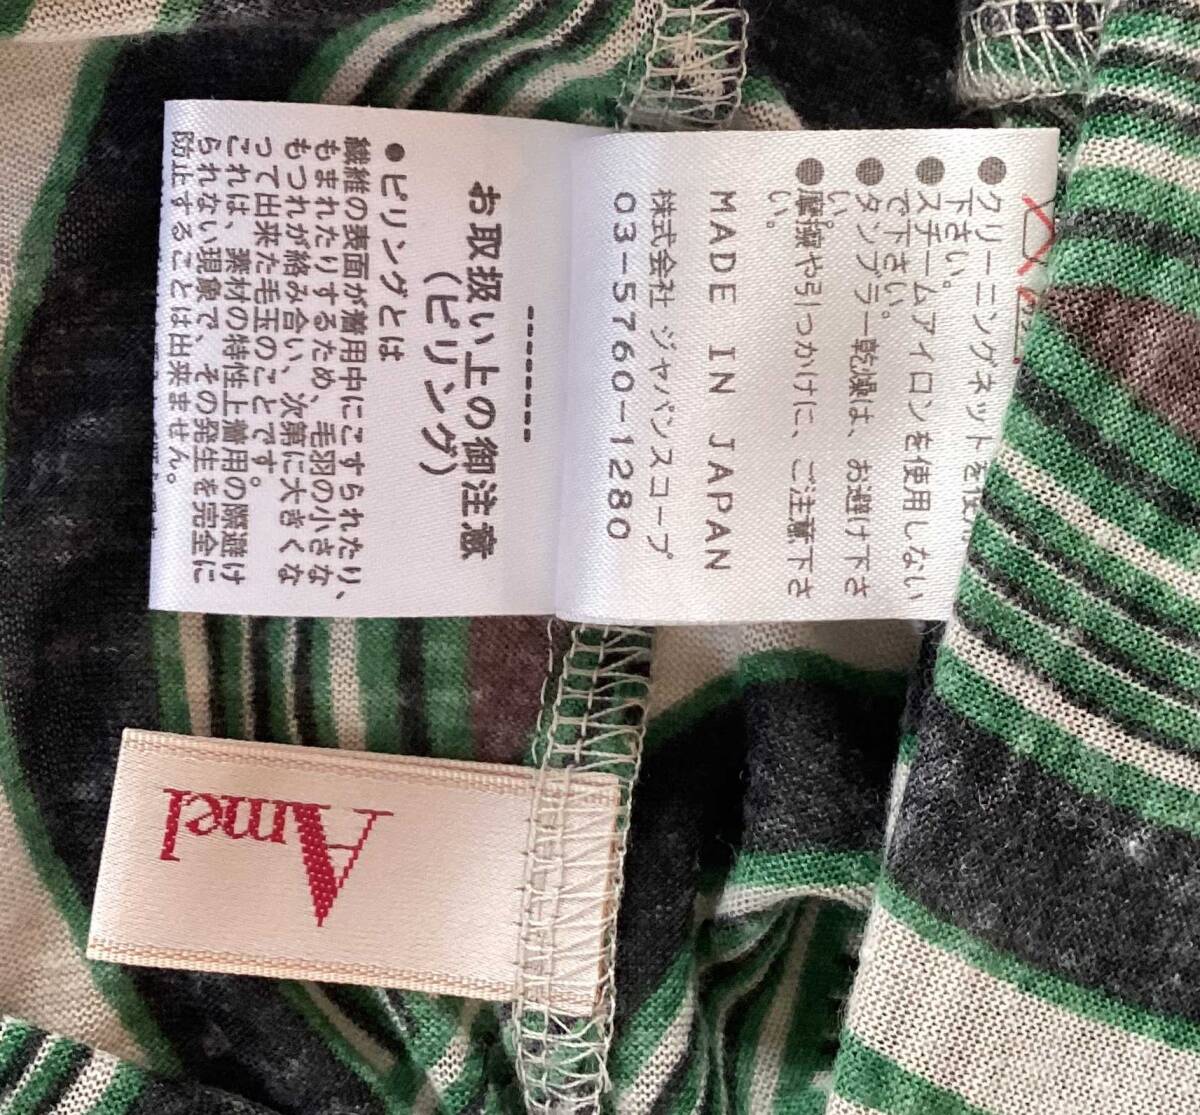 ●クリーニングネットを使用
下さい。
●スチームアイロンを使用しない
で下さい。
●タンブラー乾燥は、お避け下さ
い。
●摩擦や引っかけに、ご注意下さ
い。
MADE IN JAPAN
株式会社 ジャパンスコープ
03-5760-1280
---------
お取扱い上の御注意
(ピリング)
●ピリングとは
繊維の表面が着用中にこすられたり、
もまれたりするため、毛羽の小さな
もつれが絡み合い、次第に大きくな
って出来た毛玉のことです。
これは、素材の特性上着用の際避け
られない現象で、その発生を完全に
防止することは出来ません。
Amel